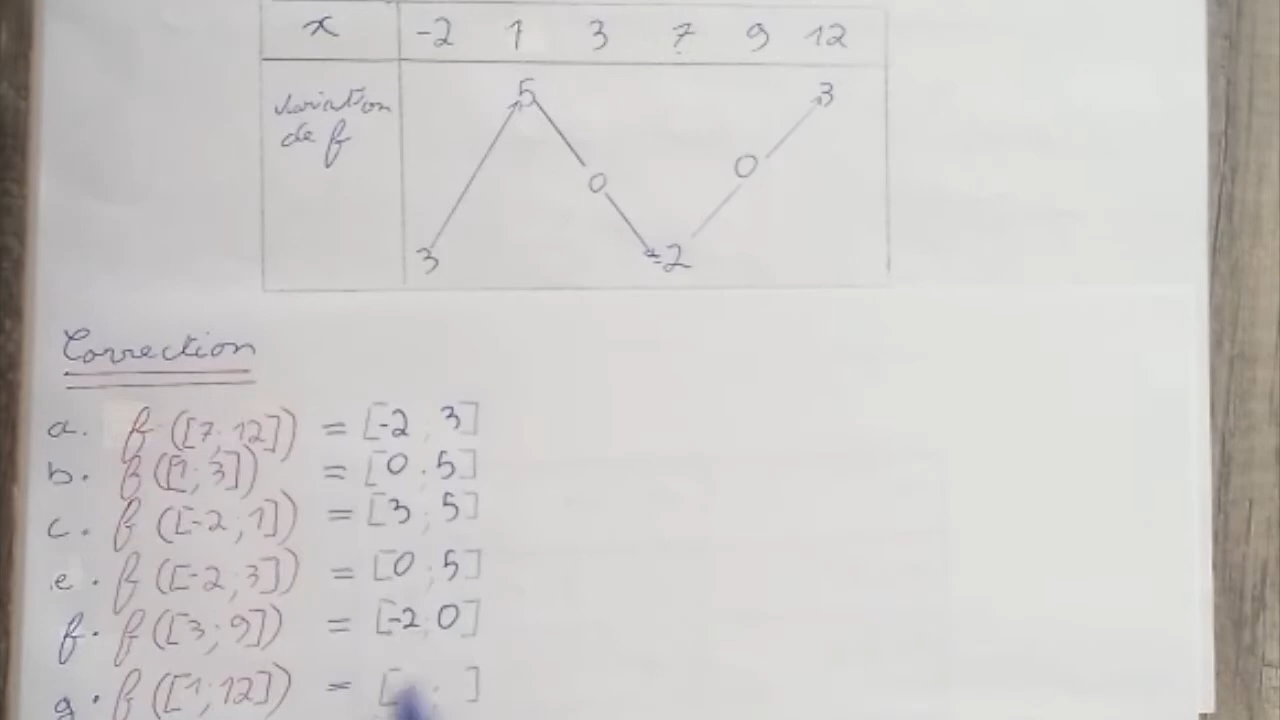 x -2 1 3 7 9 12
variation 5 3
de f 0 0
3 -2
Correction
a. f([7;12]) = [-2;3]
b. f([1;3]) = [0;5]
c. f([-2;1]) = [3;5]
e. f([-2;3]) = [0;5]
f. f([3;9]) = [-2;0]
g. f([1;12]) = [ ; ]